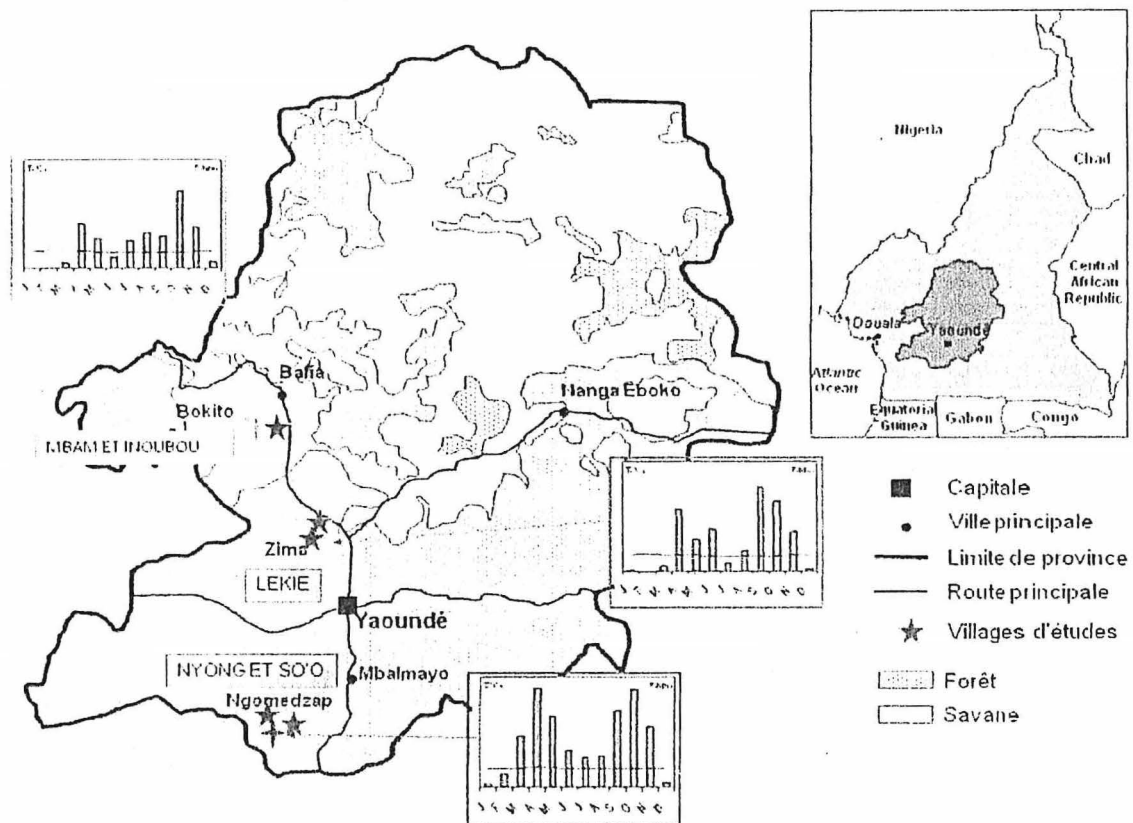 Nigeria
Chad
Central
African
Republic
Douala
Yaoundé
Atlantic
Ocean
Equatoria
Guinea
Gabon
Congo
Bafia
Bokito
MBAM ET INOUBOU
Nanga Eboko
Zima
LEKIE
Yaoundé
NYONG ET SO'O
Mbalmayo
Ngomedzap
Capitale
Ville principale
Limite de province
Route principale
Villages d'études
Forêt
Savane